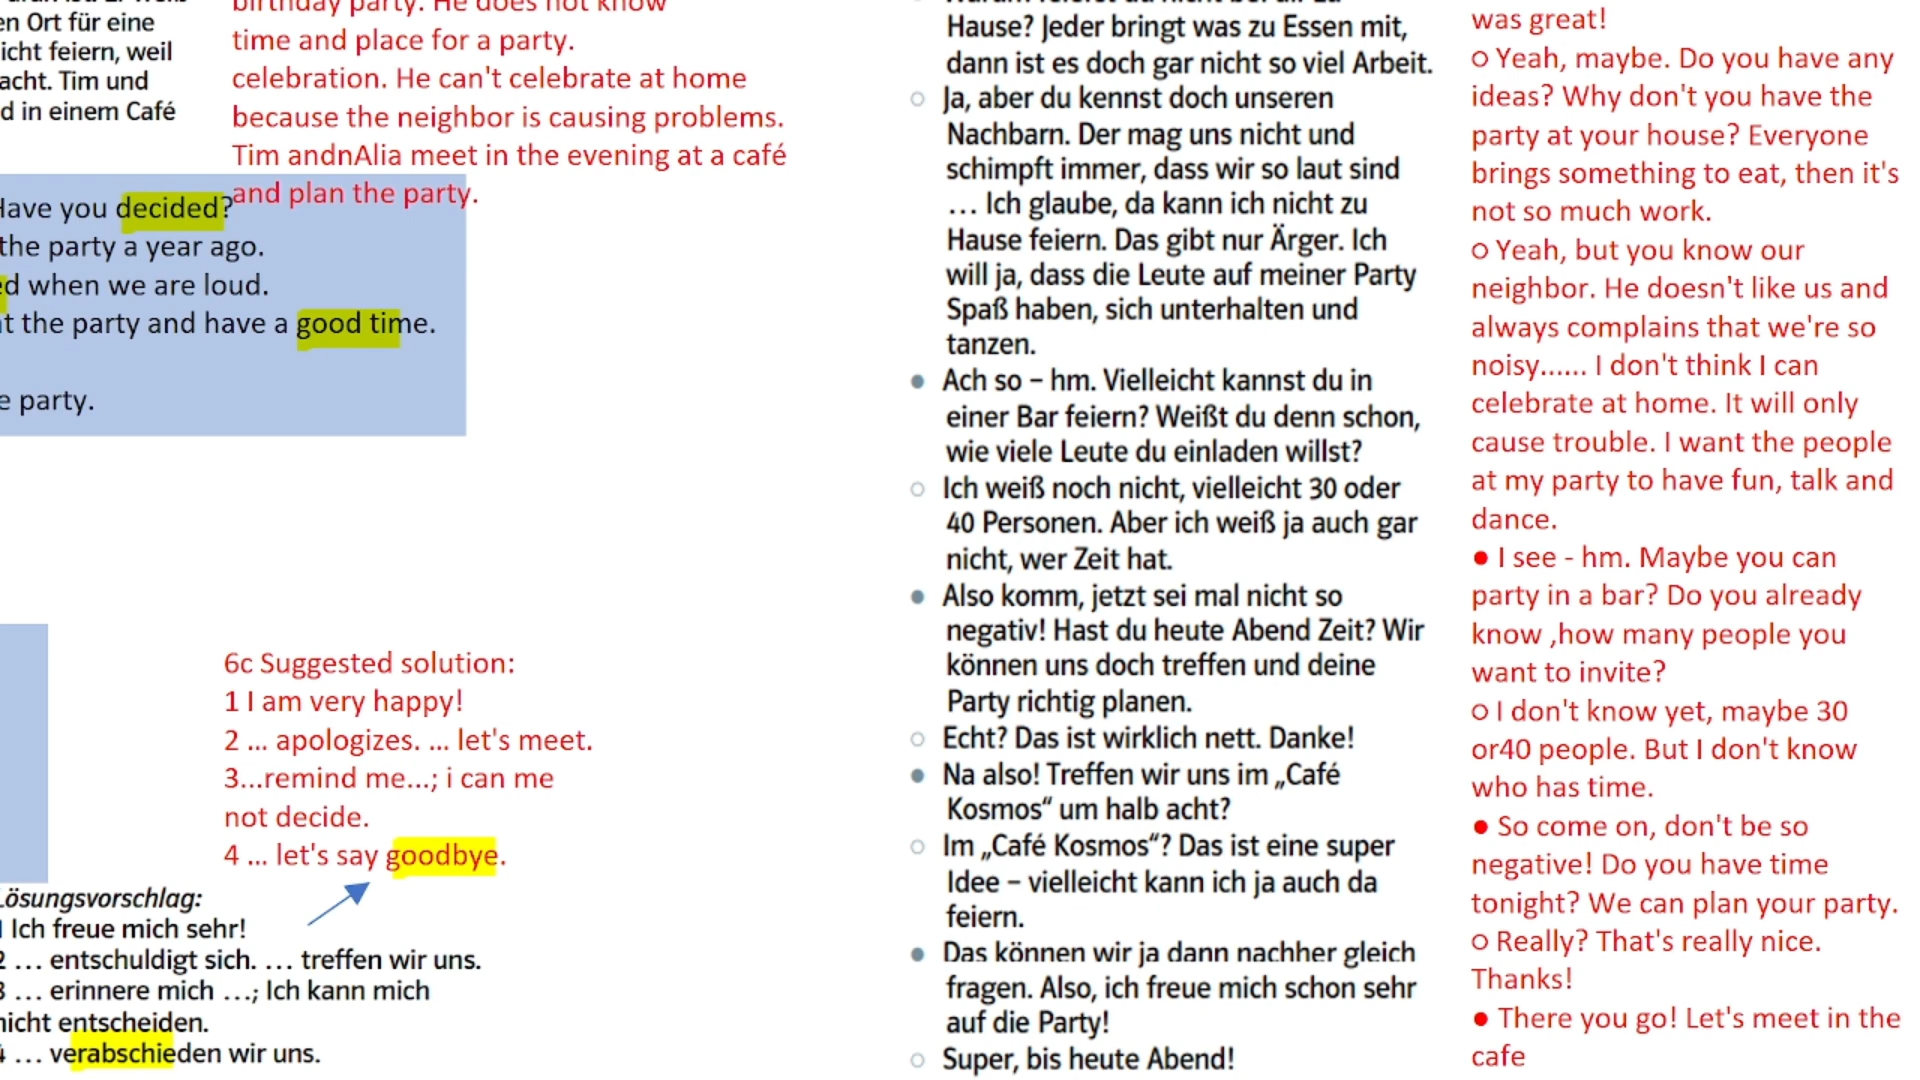 en Ort für eine
icht feiern, weil
acht. Tim und
d in einem Café
birthday party. He does not know
time and place for a party.
celebration. He can't celebrate at home
because the neighbor is causing problems.
Tim andnAlia meet in the evening at a café
and plan the party.
Have you decided?
the party a year ago.
ed when we are loud.
at the party and have a good time.
e party.
6c Suggested solution:
1 I am very happy!
2 ... apologizes. ... let's meet.
3...remind me...; i can me
not decide.
4 ... let's say goodbye.
Lösungsvorschlag:
1 Ich freue mich sehr!
2 ... entschuldigt sich. ... treffen wir uns.
3 ... erinnere mich ...; Ich kann mich
nicht entscheiden.
4 ... verabschieden wir uns.
Hause? Jeder bringt was zu Essen mit,
dann ist es doch gar nicht so viel Arbeit.
○ Ja, aber du kennst doch unseren
Nachbarn. Der mag uns nicht und
schimpft immer, dass wir so laut sind
... Ich glaube, da kann ich nicht zu
Hause feiern. Das gibt nur Ärger. Ich
will ja, dass die Leute auf meiner Party
Spaß haben, sich unterhalten und
tanzen.
● Ach so – hm. Vielleicht kannst du in
einer Bar feiern? Weißt du denn schon,
wie viele Leute du einladen willst?
○ Ich weiß noch nicht, vielleicht 30 oder
40 Personen. Aber ich weiß ja auch gar
nicht, wer Zeit hat.
● Also komm, jetzt sei mal nicht so
negativ! Hast du heute Abend Zeit? Wir
können uns doch treffen und deine
Party richtig planen.
○ Echt? Das ist wirklich nett. Danke!
● Na also! Treffen wir uns im „Café
Kosmos“ um halb acht?
○ Im „Café Kosmos“? Das ist eine super
Idee – vielleicht kann ich ja auch da
feiern.
● Das können wir ja dann nachher gleich
fragen. Also, ich freue mich schon sehr
auf die Party!
○ Super, bis heute Abend!
was great!
○ Yeah, maybe. Do you have any
ideas? Why don't you have the
party at your house? Everyone
brings something to eat, then it's
not so much work.
○ Yeah, but you know our
neighbor. He doesn't like us and
always complains that we're so
noisy...... I don't think I can
celebrate at home. It will only
cause trouble. I want the people
at my party to have fun, talk and
dance.
● I see - hm. Maybe you can
party in a bar? Do you already
know ,how many people you
want to invite?
○ I don't know yet, maybe 30
or40 people. But I don't know
who has time.
● So come on, don't be so
negative! Do you have time
tonight? We can plan your party.
○ Really? That's really nice.
Thanks!
● There you go! Let's meet in the
cafe